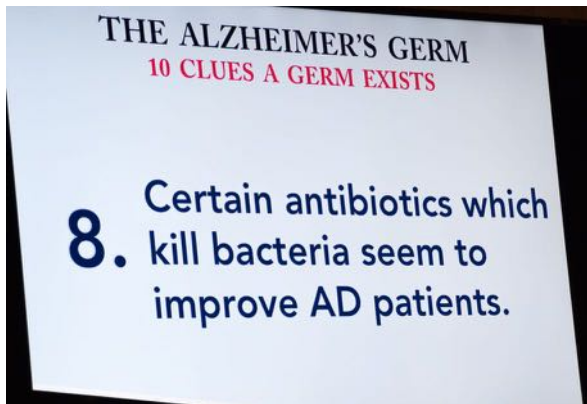 THE ALZHEIMER'S GERM
10 CLUES A GERM EXISTS
8. Certain antibiotics which
kill bacteria seem to
improve AD patients.